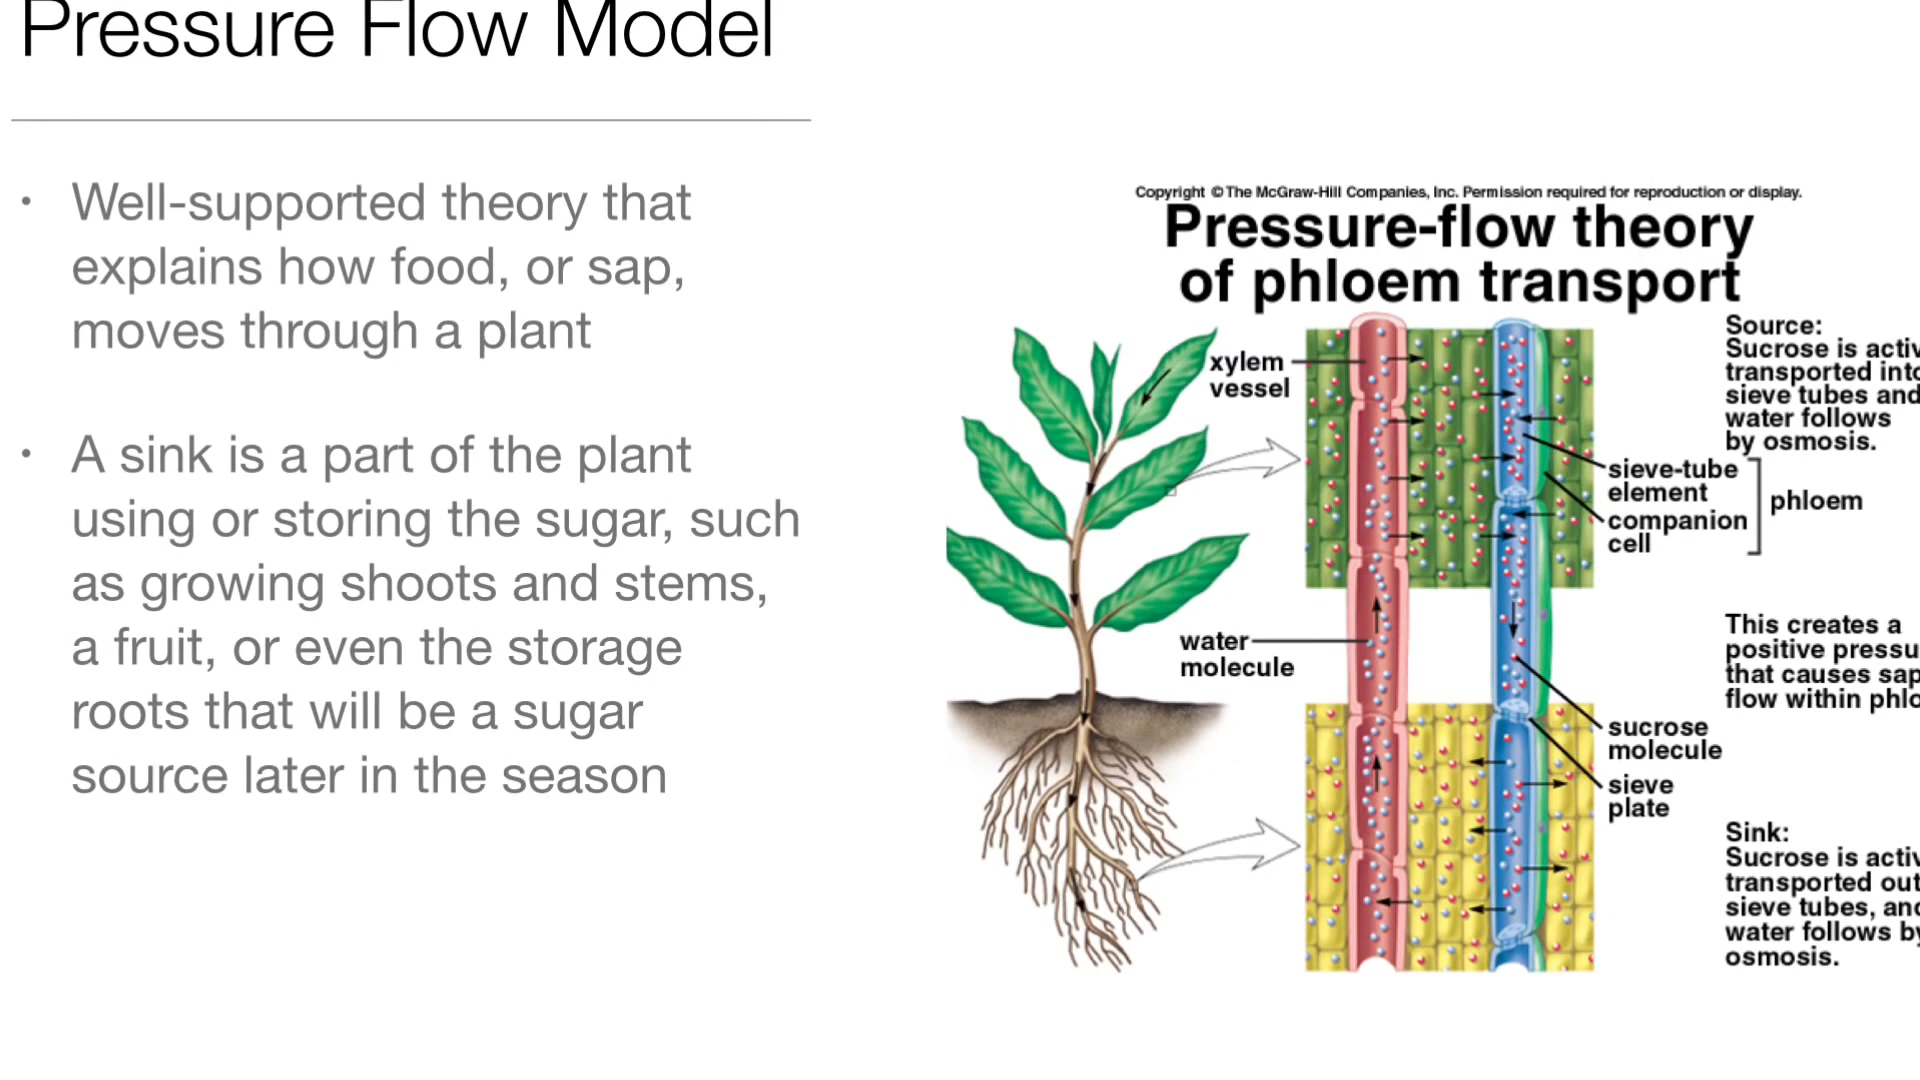 Pressure Flow Model
• Well-supported theory that
explains how food, or sap,
moves through a plant
• A sink is a part of the plant
using or storing the sugar, such
as growing shoots and stems,
a fruit, or even the storage
roots that will be a sugar
source later in the season
Copyright © The McGraw-Hill Companies, Inc. Permission required for reproduction or display.
Pressure-flow theory
of phloem transport
xylem
vessel
water
molecule
Source:
Sucrose is activ
transported into
sieve tubes and
water follows
by osmosis.
sieve-tube
element
companion
cell
phloem
This creates a
positive pressu
that causes sap
flow within phlo
sucrose
molecule
sieve
plate
Sink:
Sucrose is activ
transported out
sieve tubes, and
water follows by
osmosis.